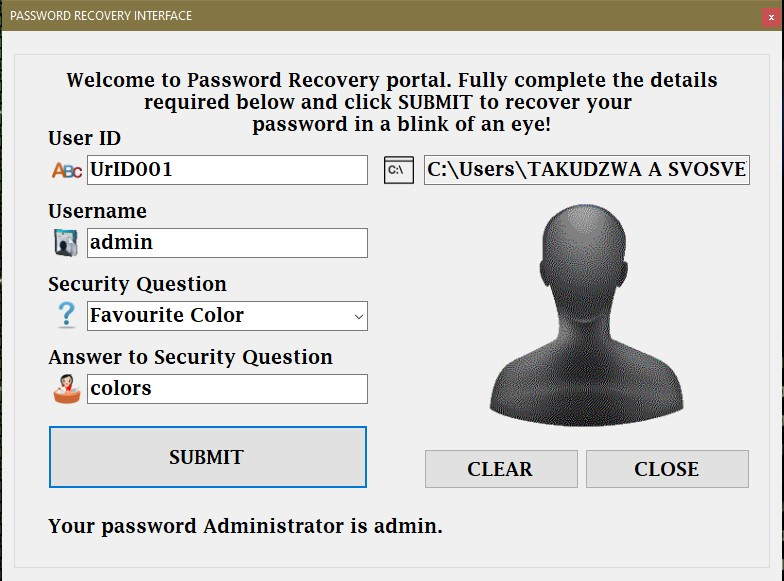 PASSWORD RECOVERY INTERFACE
x
Welcome to Password Recovery portal. Fully complete the details
required below and click SUBMIT to recover your
password in a blink of an eye!
User ID
ABC UrID001
C:\ C:\Users\TAKUDZWA A SVOSVE
Username
admin
Security Question
? Favourite Color
Answer to Security Question
colors
SUBMIT
CLEAR
CLOSE
Your password Administrator is admin.